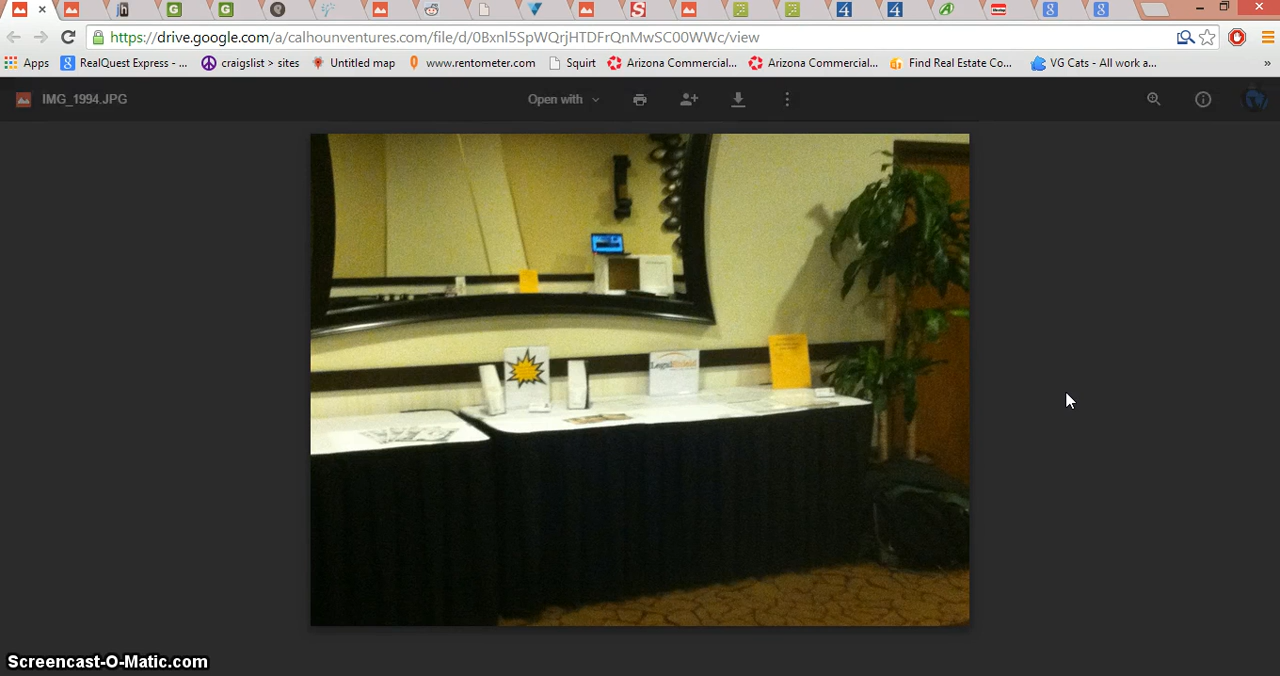 https://drive.google.com/a/calhounventures.com/file/d/0BxnI5SpWQrjHTDFrQnMwSC00WWc/view
Apps RealQuest Express - ... craigslist > sites Untitled map www.rentometer.com Squirt Arizona Commercial... Arizona Commercial... Find Real Estate Co... VG Cats - All work a... »
IMG_1994.JPG Open with
LegalShield
Screencast-O-Matic.com